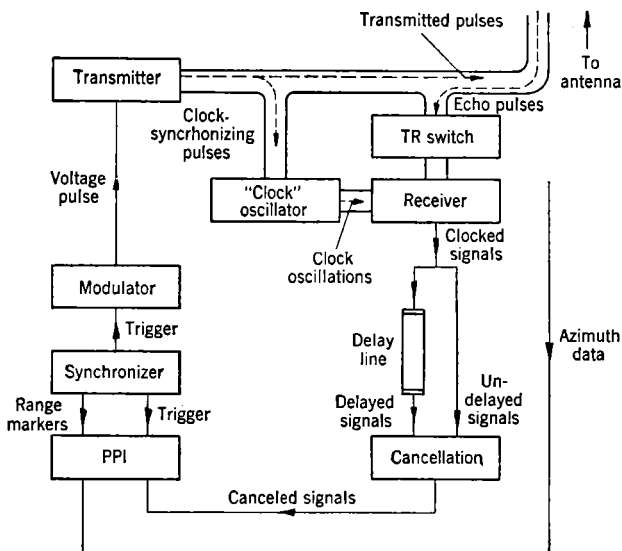 Transmitted pulses
To
antenna
Transmitter
Echo pulses
Clock-
syncrhonizing
pulses
TR switch
Voltage
pulse
"Clock"
oscillator
Receiver
Clocked
signals
Clock
oscillations
Modulator
Trigger
Delay
line
Azimuth
data
Synchronizer
Range
markers
Trigger
Delayed
signals
Un-
delayed
signals
PPI
Cancellation
Canceled signals